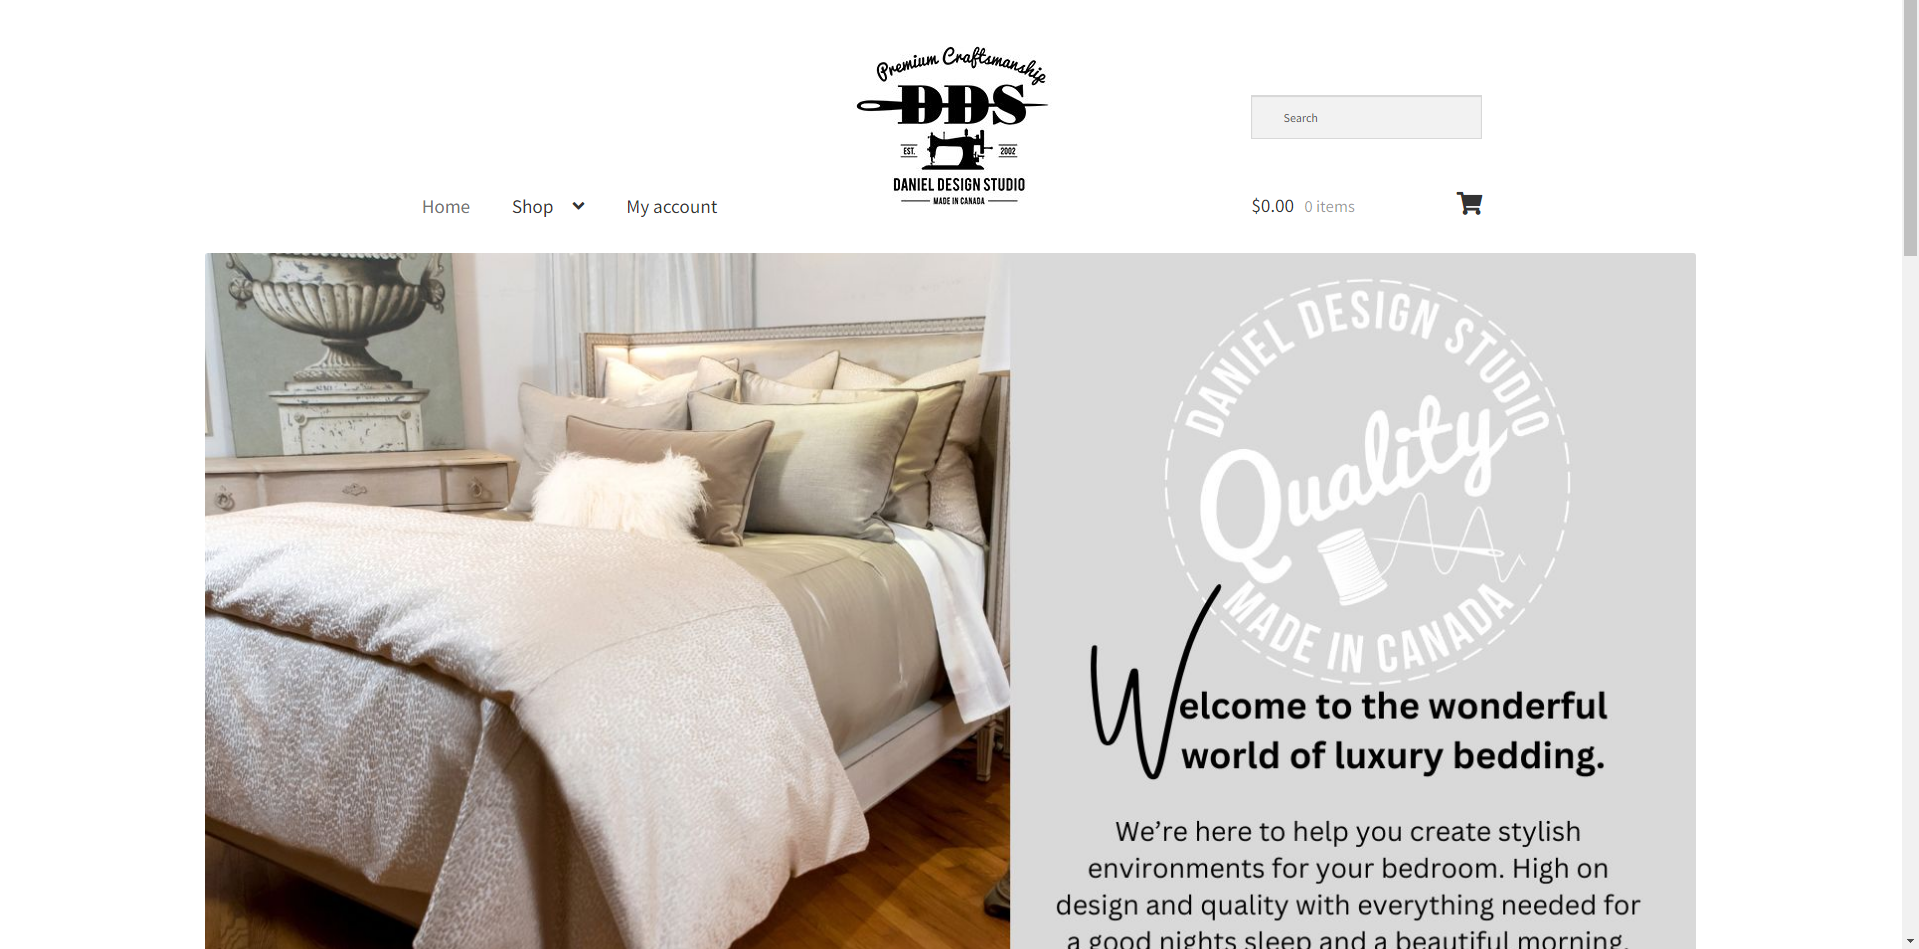 Premium Craftsmanship
DDS
EST. 2002
DANIEL DESIGN STUDIO
MADE IN CANADA
Search
Home Shop My account
$0.00 0 items
DANIEL DESIGN STUDIO
Quality
MADE IN CANADA
Welcome to the wonderful
world of luxury bedding.
We're here to help you create stylish
environments for your bedroom. High on
design and quality with everything needed for
a good nights sleep and a beautiful morning.